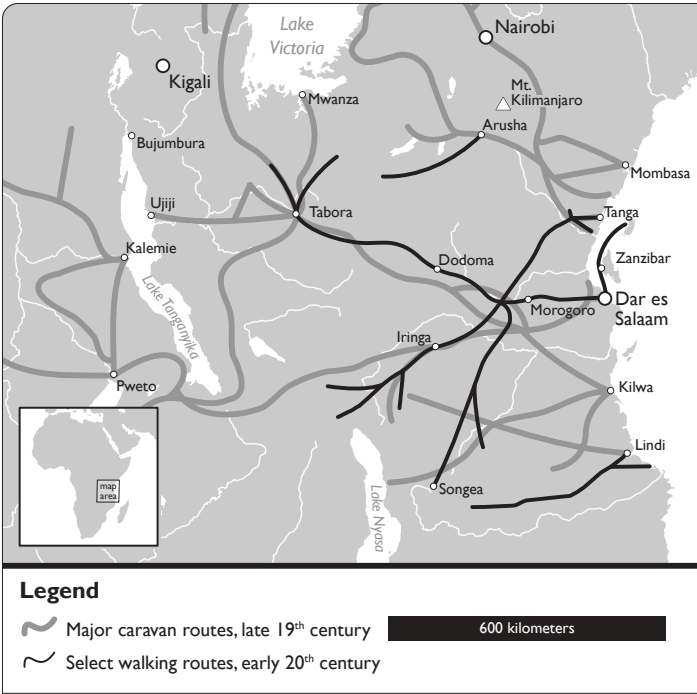 Lake
Victoria
Nairobi
Kigali
Mt.
Kilimanjaro
Mwanza
Arusha
Bujumbura
Mombasa
Ujiji
Tabora
Tanga
Kalemie
Dodoma
Zanzibar
Lake Tanganyika
Morogoro
Dar es
Salaam
Iringa
Pweto
Kilwa
Lindi
map
area
Songea
Lake Nyasa
Legend
Major caravan routes, late 19th century
600 kilometers
Select walking routes, early 20th century